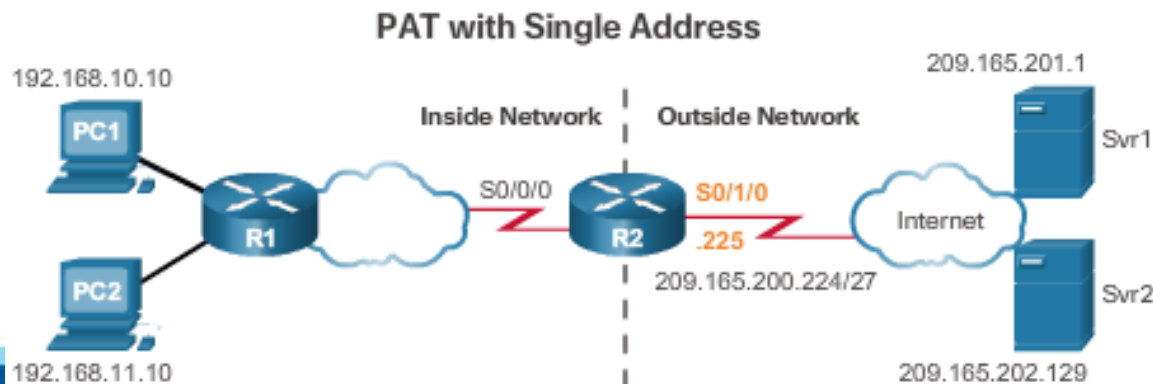 PAT with Single Address
192.168.10.10
209.165.201.1
PC1
Inside Network
Outside Network
Svr1
S0/0/0
S0/1/0
R1
R2
.225
Internet
209.165.200.224/27
PC2
Svr2
192.168.11.10
209.165.202.129